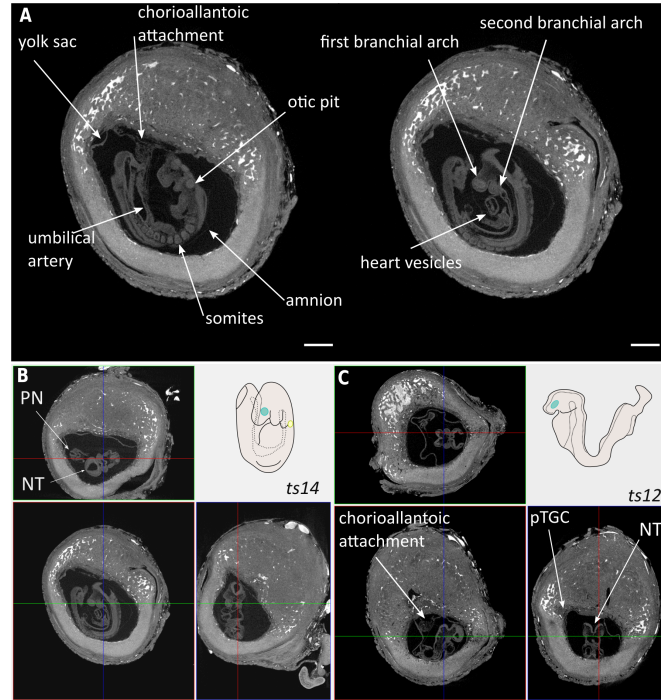 A
chorioallantoic
attachment
yolk sac
otic pit
umbilical
artery
somites
amnion
first branchial arch
second branchial arch
heart vesicles
B
PN
NT
ts14
C
ts12
chorioallantoic
attachment
pTGC
NT